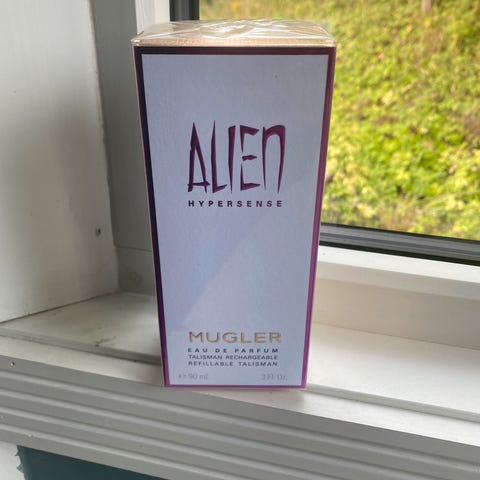 ALIEN
HYPERSENSE
MUGLER
EAU DE PARFUM
TALISMAN RECHARGEABLE
REFILLABLE TALISMAN
e 90 mL 3 Fl. Oz.